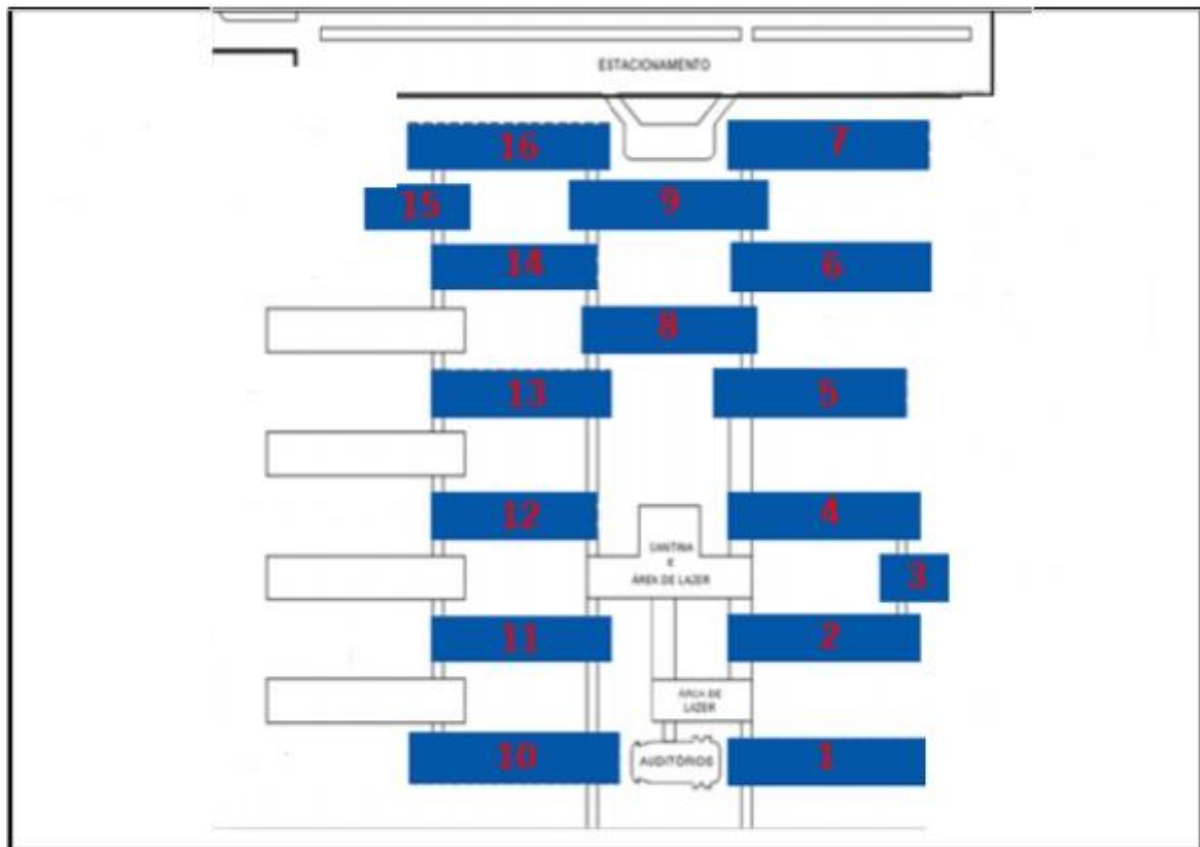 ESTACIONAMENTO
16
7
15
9
14
6
8
13
5
12
4
CANTINA
E
ÁREA DE LAZER
3
11
2
ÁREA DE
LAZER
10
AUDITÓRIOS
1